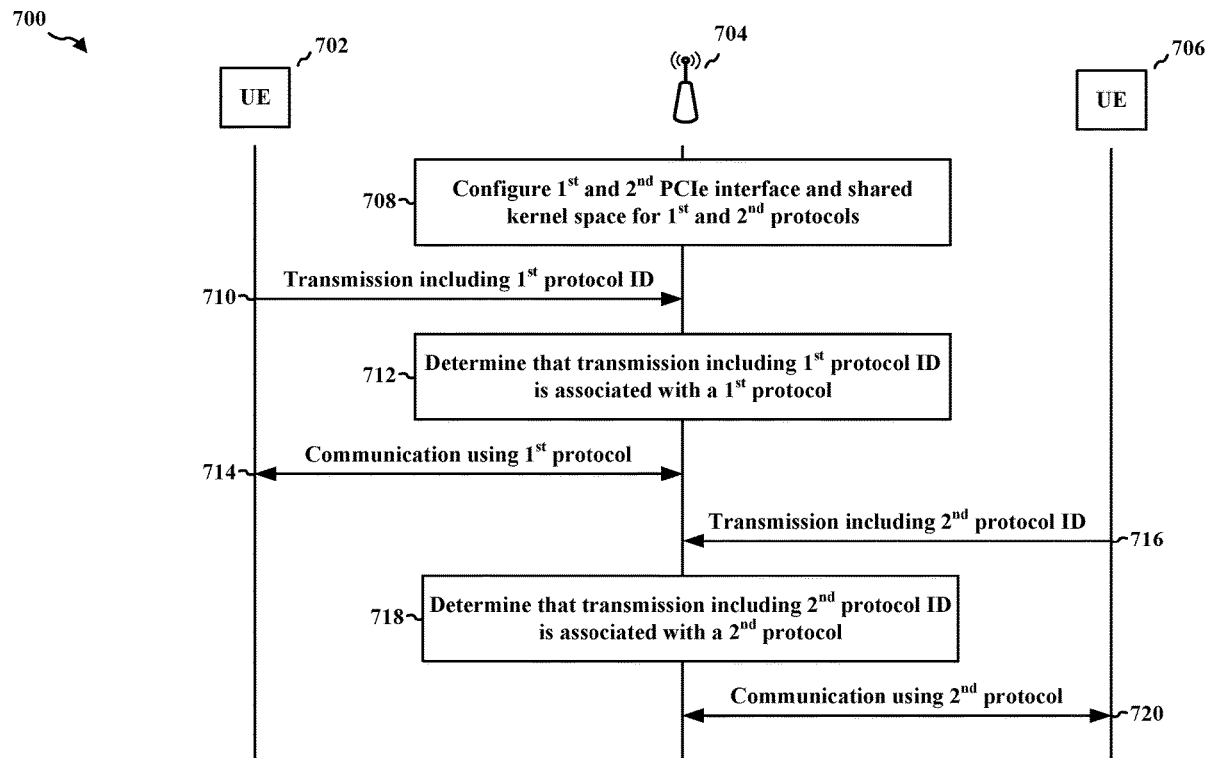 700
702
704
706
UE
UE
708
Configure 1st and 2nd PCIe interface and shared
kernel space for 1st and 2nd protocols
Transmission including 1st protocol ID
710
712
Determine that transmission including 1st protocol ID
is associated with a 1st protocol
Communication using 1st protocol
714
Transmission including 2nd protocol ID
716
718
Determine that transmission including 2nd protocol ID
is associated with a 2nd protocol
Communication using 2nd protocol
720